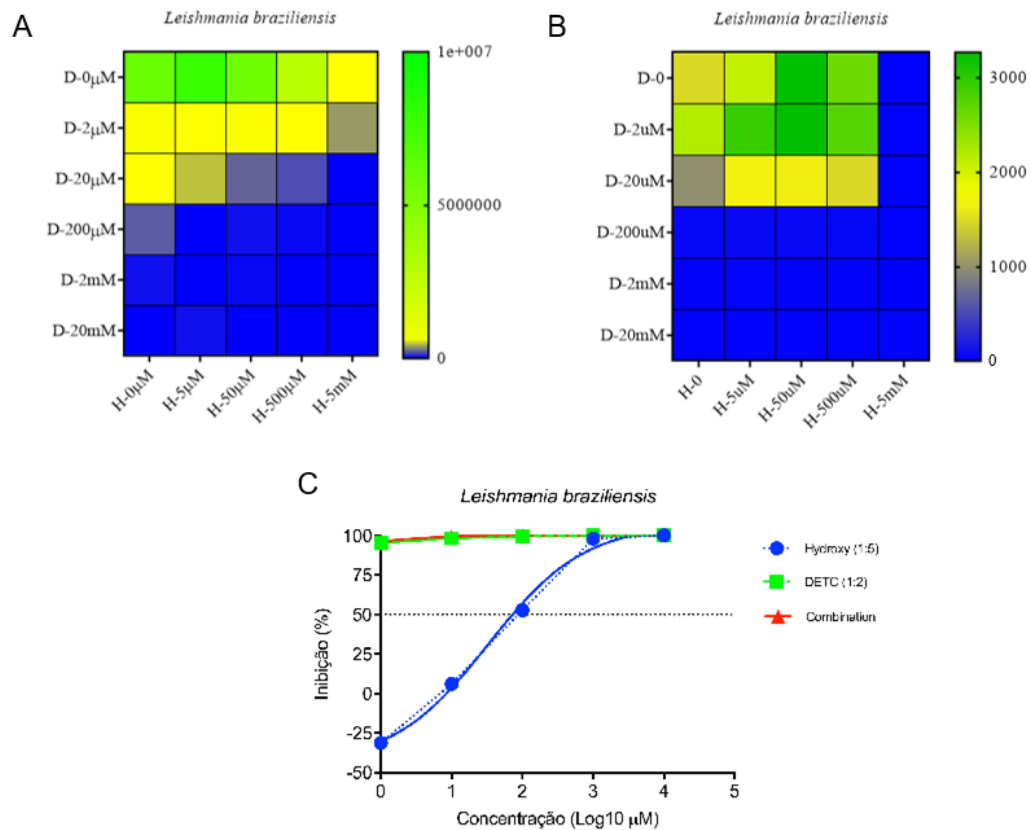 A
Leishmania braziliensis
D-0µM
D-2µM
D-20µM
D-200µM
D-2mM
D-20mM
H-0µM
H-5µM
H-50µM
H-500µM
H-5mM
1e+007
5000000
0
B
Leishmania braziliensis
D-0
D-2uM
D-20uM
D-200uM
D-2mM
D-20mM
H-0
H-5uM
H-50uM
H-500uM
H-5mM
3000
2000
1000
0
C
Leishmania braziliensis
Inibição (%)
100
75
50
25
0
-25
-50
0 1 2 3 4 5
Concentração (Log10 µM)
Hydroxy (1:5)
DETC (1:2)
Combination